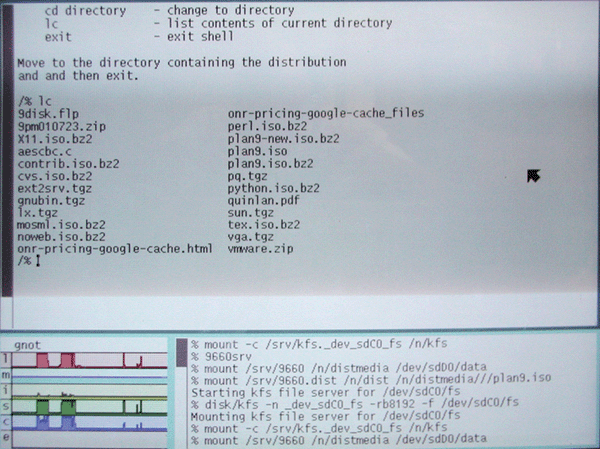 cd directory - change to directory
lc - list contents of current directory
exit - exit shell
Move to the directory containing the distribution
and and then exit.
/% lc
9disk.flp onr-pricing-google-cache_files
9pm010723.zip perl.iso.bz2
X11.iso.bz2 plan9-new.iso.bz2
aescbc.c plan9.iso
contrib.iso.bz2 plan9.iso.bz2
cvs.iso.bz2 pq.tgz
ext2srv.tgz python.iso.bz2
gnubin.tgz quinlan.pdf
lx.tgz sun.tgz
mosml.iso.bz2 tex.iso.bz2
noweb.iso.bz2 vga.tgz
onr-pricing-google-cache.html vmware.zip
/%
gnot
l
m
i
s
c
e
% mount -c /srv/kfs._dev_sdC0_fs /n/kfs
% 9660srv
% mount /srv/9660 /n/distmedia /dev/sdD0/data
% mount /srv/9660.dist /n/dist /n/distmedia///plan9.iso
Starting kfs file server for /dev/sdC0/fs
% disk/kfs -n _dev_sdC0_fs -rb8192 -f /dev/sdC0/fs
Mounting kfs file server for /dev/sdC0/fs
% mount -c /srv/kfs._dev_sdC0_fs /n/kfs
% mount /srv/9660 /n/distmedia /dev/sdD0/data